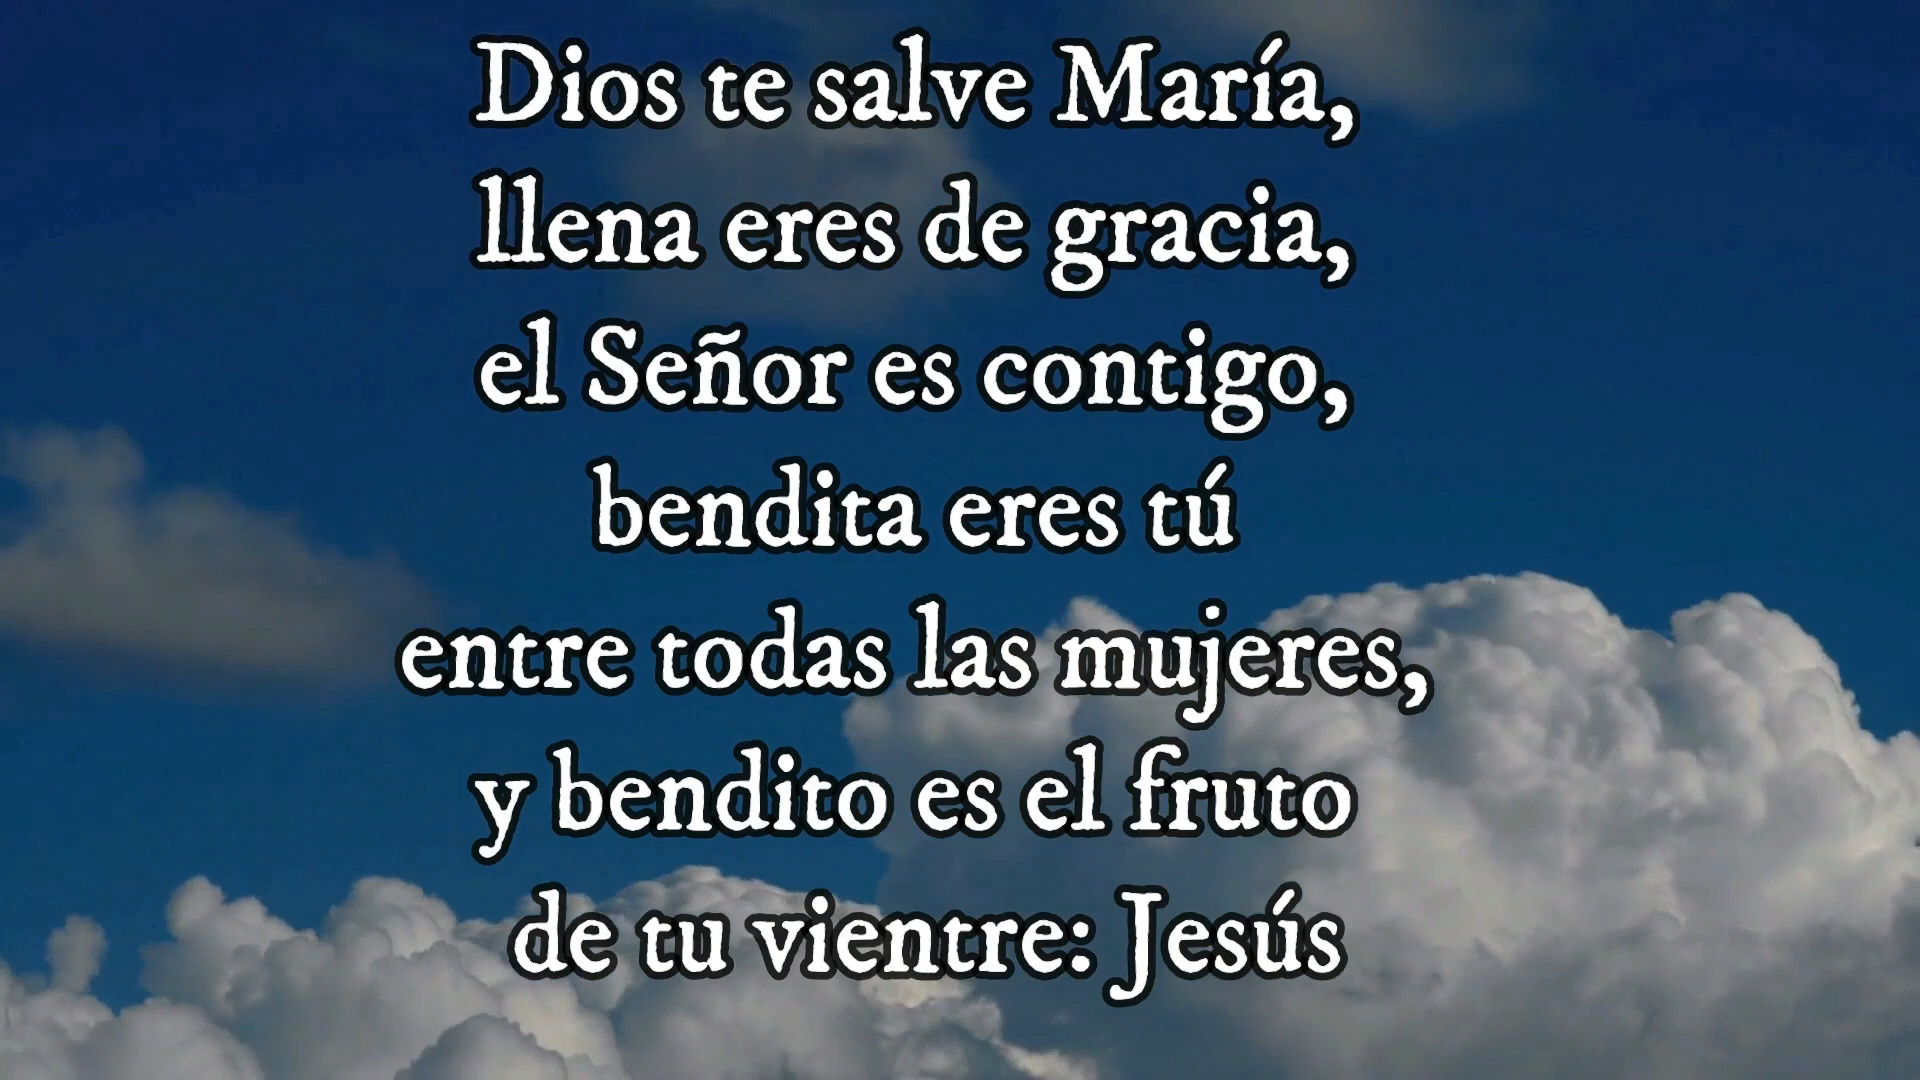 Dios te salve María,
llena eres de gracia,
el Señor es contigo,
bendita eres tú
entre todas las mujeres,
y bendito es el fruto
de tu vientre: Jesús